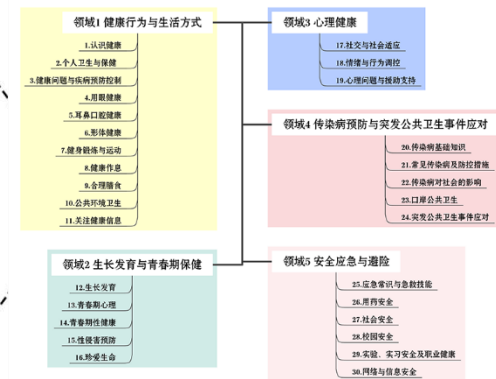 领域1 健康行为与生活方式
1.认识健康
2.个人卫生与保健
3.健康问题与疾病预防控制
4.用眼健康
5.耳鼻口腔健康
6.形体健康
7.健身锻炼与运动
8.健康作息
9.合理膳食
10.公共环境卫生
11.关注健康信息
领域2 生长发育与青春期保健
12.生长发育
13.青春期心理
14.青春期性健康
15.性侵害预防
16.珍爱生命
领域3 心理健康
17.社交与社会适应
18.情绪与行为调控
19.心理问题与援助支持
领域4 传染病预防与突发公共卫生事件应对
20.传染病基础知识
21.常见传染病及防控措施
22.传染病对社会的影响
23.口岸公共卫生
24.突发公共卫生事件应对
领域5 安全应急与避险
25.应急常识与急救技能
26.用药安全
27.社会安全
28.校园安全
29.实验、实习安全及职业健康
30.网络与信息安全